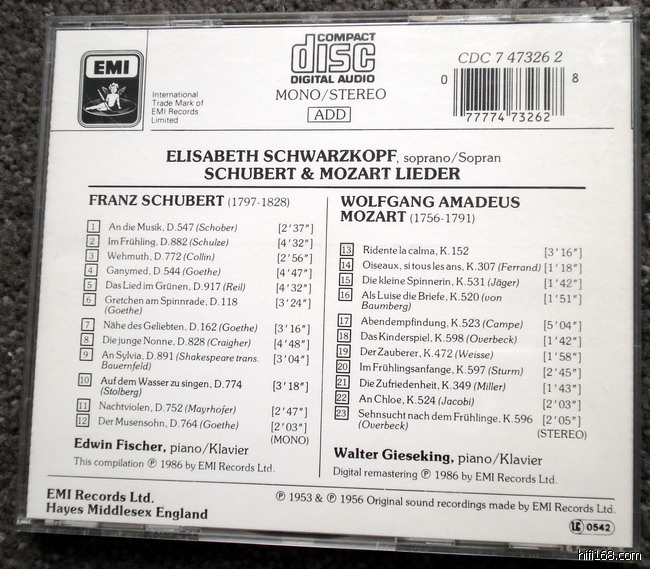 EMI
International
Trade Mark of
EMI Records
Limited
COMPACT
disc
DIGITAL AUDIO
MONO/STEREO
ADD
CDC 7 47326 2
0
8
77774 73262
ELISABETH SCHWARZKOPF, soprano/Sopran
SCHUBERT & MOZART LIEDER
FRANZ SCHUBERT (1797-1828)
1 An die Musik, D.547 (Schober) [2'37"]
2 Im Frühling, D.882 (Schulze) [4'32"]
3 Wehmuth, D.772 (Collin) [2'56"]
4 Ganymed, D.544 (Goethe) [4'47"]
5 Das Lied im Grünen, D.917 (Reil) [4'32"]
6 Gretchen am Spinnrade, D.118 [3'24"]
(Goethe)
7 Nähe des Geliebten, D.162 (Goethe) [3'16"]
8 Die junge Nonne, D.828 (Craigher) [4'48"]
9 An Sylvia, D.891 (Shakespeare trans. [3'04"]
Bauernfeld)
10 Auf dem Wasser zu singen, D.774 [3'18"]
(Stolberg)
11 Nachtviolen, D.752 (Mayrhofer) [2'47"]
12 Der Musensohn, D.764 (Goethe) [2'03"]
(MONO)
Edwin Fischer, piano/Klavier
This compilation ℗ 1986 by EMI Records Ltd.
WOLFGANG AMADEUS
MOZART (1756-1791)
13 Ridente la calma, K.152 [3'16"]
14 Oiseaux, si tous les ans, K.307 (Ferrand) [1'18"]
15 Die kleine Spinnerin, K.531 (Jäger) [1'42"]
16 Als Luise die Briefe, K.520 (von [1'51"]
Baumberg)
17 Abendempfindung, K.523 (Campe) [5'04"]
18 Das Kinderspiel, K.598 (Overbeck) [1'42"]
19 Der Zauberer, K.472 (Weisse) [1'58"]
20 Im Frühlingsanfange, K.597 (Sturm) [2'45"]
21 Die Zufriedenheit, K.349 (Miller) [1'43"]
22 An Chloe, K.524 (Jacobi) [2'03"]
23 Sehnsucht nach dem Frühlinge, K.596 [2'05"]
(Overbeck) (STEREO)
Walter Gieseking, piano/Klavier
Digital remastering ℗ 1986 by EMI Records Ltd.
EMI Records Ltd.
Hayes Middlesex England
℗ 1953 & ℗ 1956 Original sound recordings made by EMI Records Ltd.
LC 0542
hifi168.com